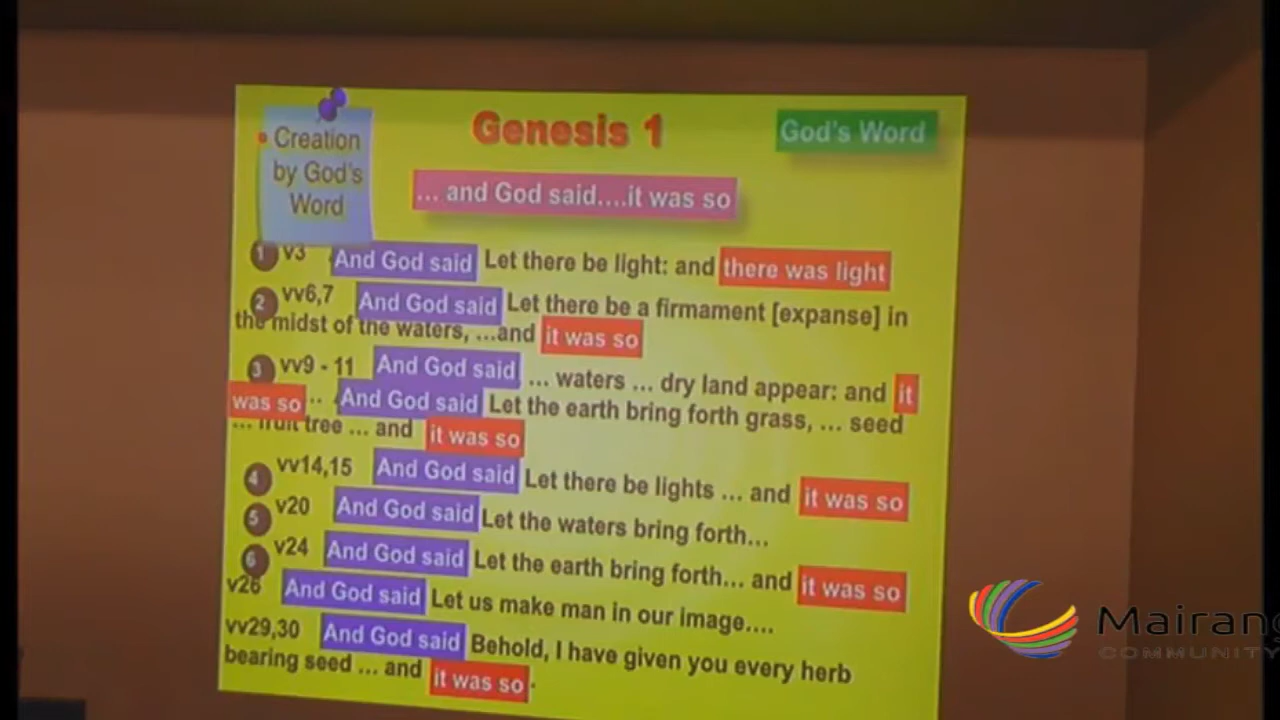 Genesis 1
God's Word
• Creation
by God's
Word
... and God said....it was so
1 v3 And God said Let there be light: and there was light
2 vv6,7 And God said Let there be a firmament [expanse] in
the midst of the waters, ...and it was so
3 vv9 - 11 And God said ... waters ... dry land appear: and it
was so .. And God said Let the earth bring forth grass, ... seed
... fruit tree ... and it was so
4 vv14,15 And God said Let there be lights ... and it was so
5 v20 And God said Let the waters bring forth...
6 v24 And God said Let the earth bring forth... and it was so
v26 And God said Let us make man in our image....
vv29,30 And God said Behold, I have given you every herb
bearing seed ... and it was so.
COMMUNITY